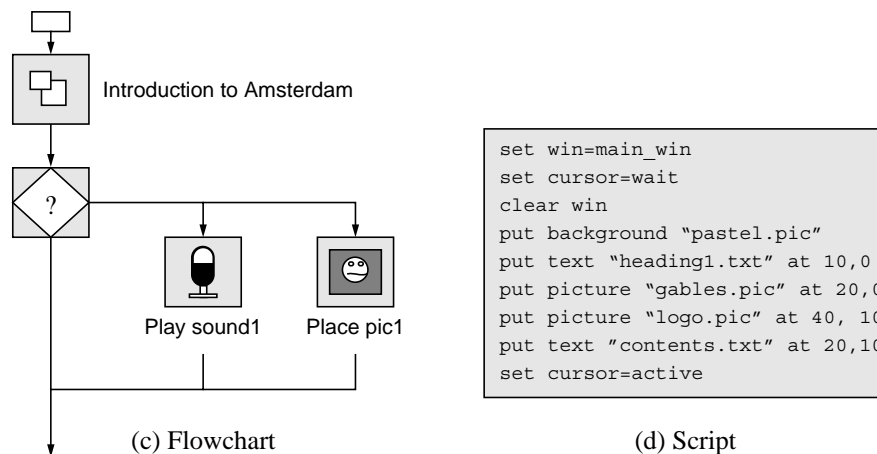 Introduction to Amsterdam
?
Play sound1
Place pic1
(c) Flowchart
set win=main_win
set cursor=wait
clear win
put background “pastel.pic”
put text “heading1.txt” at 10,0
put picture “gables.pic” at 20,0
put picture “logo.pic” at 40, 10
put text ”contents.txt” at 20,10
set cursor=active
(d) Script